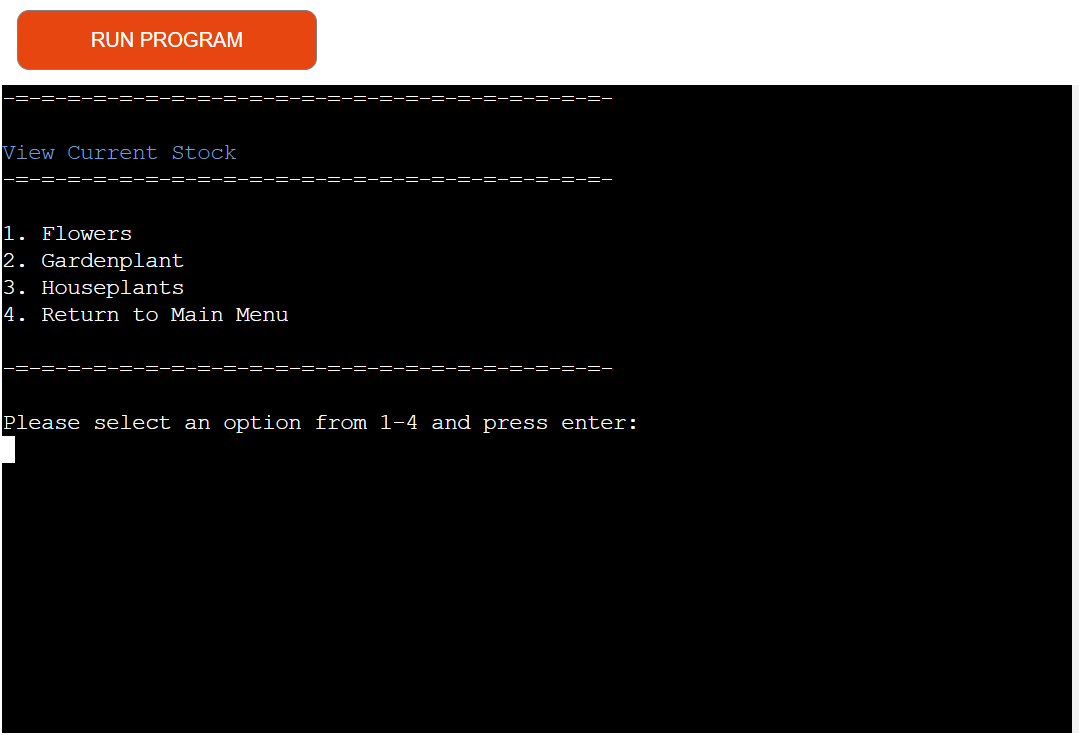 RUN PROGRAM
-=-=-=-=-=-=-=-=-=-=-=-=-=-=-=-=-=-=-=-=-=-=-=-
View Current Stock
-=-=-=-=-=-=-=-=-=-=-=-=-=-=-=-=-=-=-=-=-=-=-=-
1. Flowers
2. Gardenplant
3. Houseplants
4. Return to Main Menu
-=-=-=-=-=-=-=-=-=-=-=-=-=-=-=-=-=-=-=-=-=-=-=-
Please select an option from 1-4 and press enter: